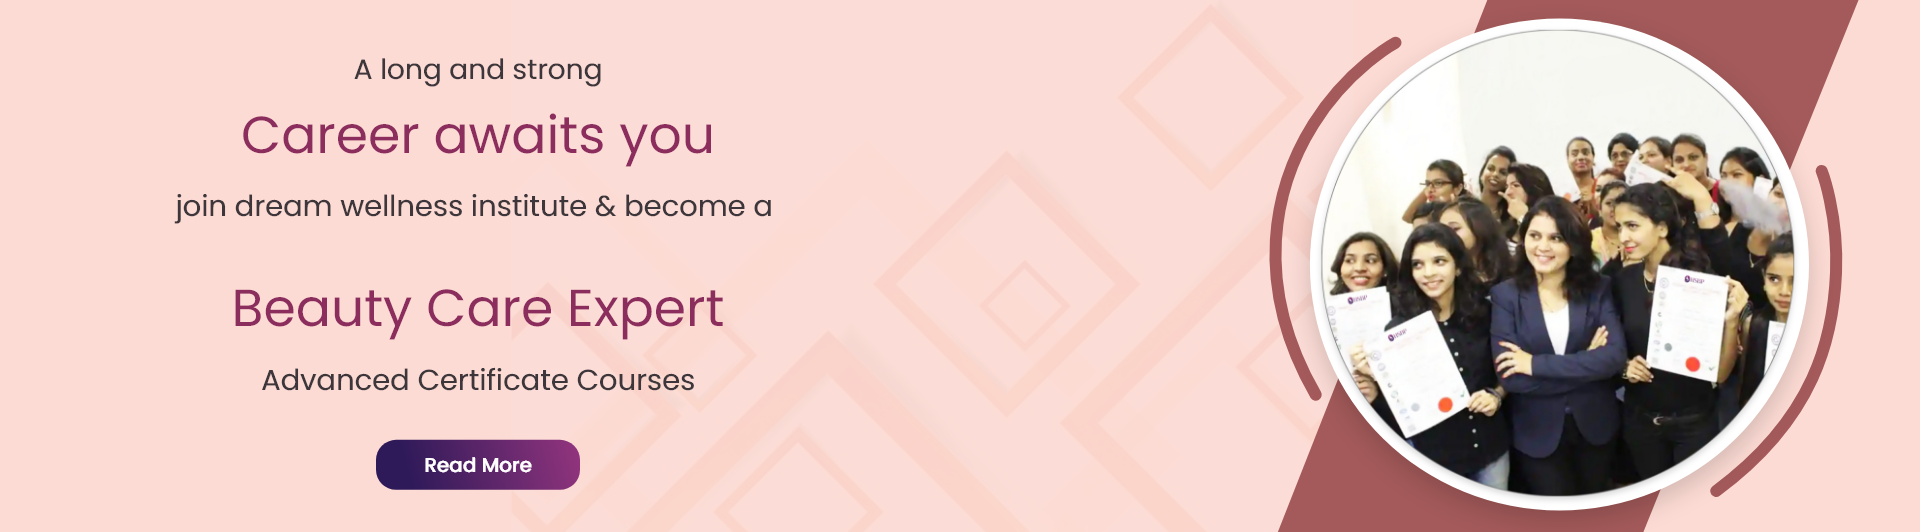 A long and strong
Career awaits you
join dream wellness institute & become a
Beauty Care Expert
Advanced Certificate Courses
Read More